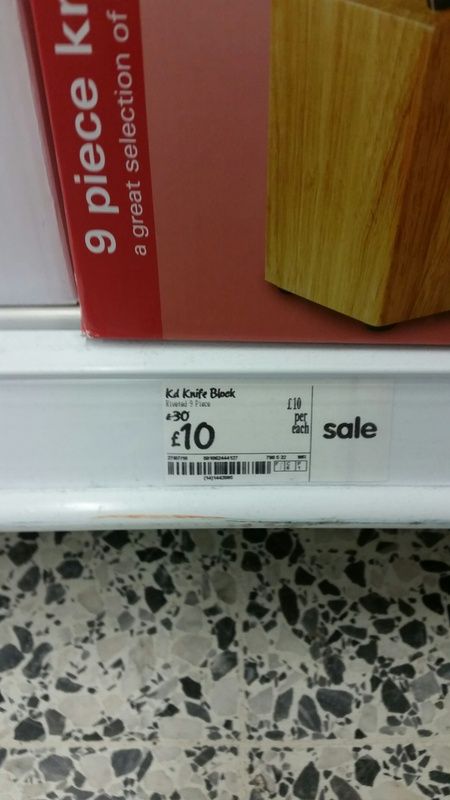 9 piece kn
a great selection of
Kd Knife Block
Riveted 9 Piece
£30
£10
£10
per
each
sale